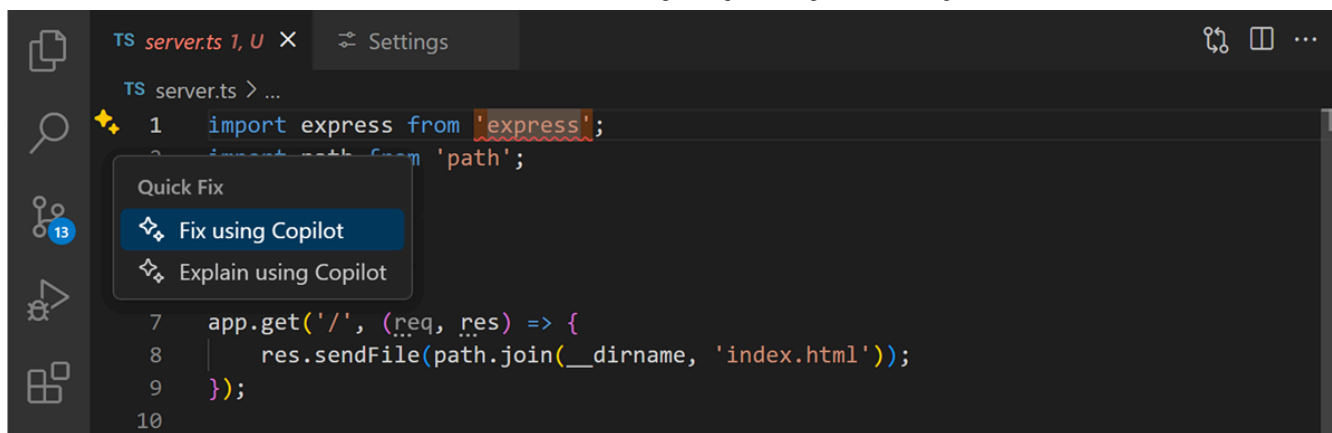 TS server.ts 1, U × Settings
TS server.ts > ...
1 import express from 'express';
import path from 'path';
Quick Fix
Fix using Copilot
Explain using Copilot
13
7 app.get('/', (req, res) => {
8 res.sendFile(path.join(__dirname, 'index.html'));
9 });
10